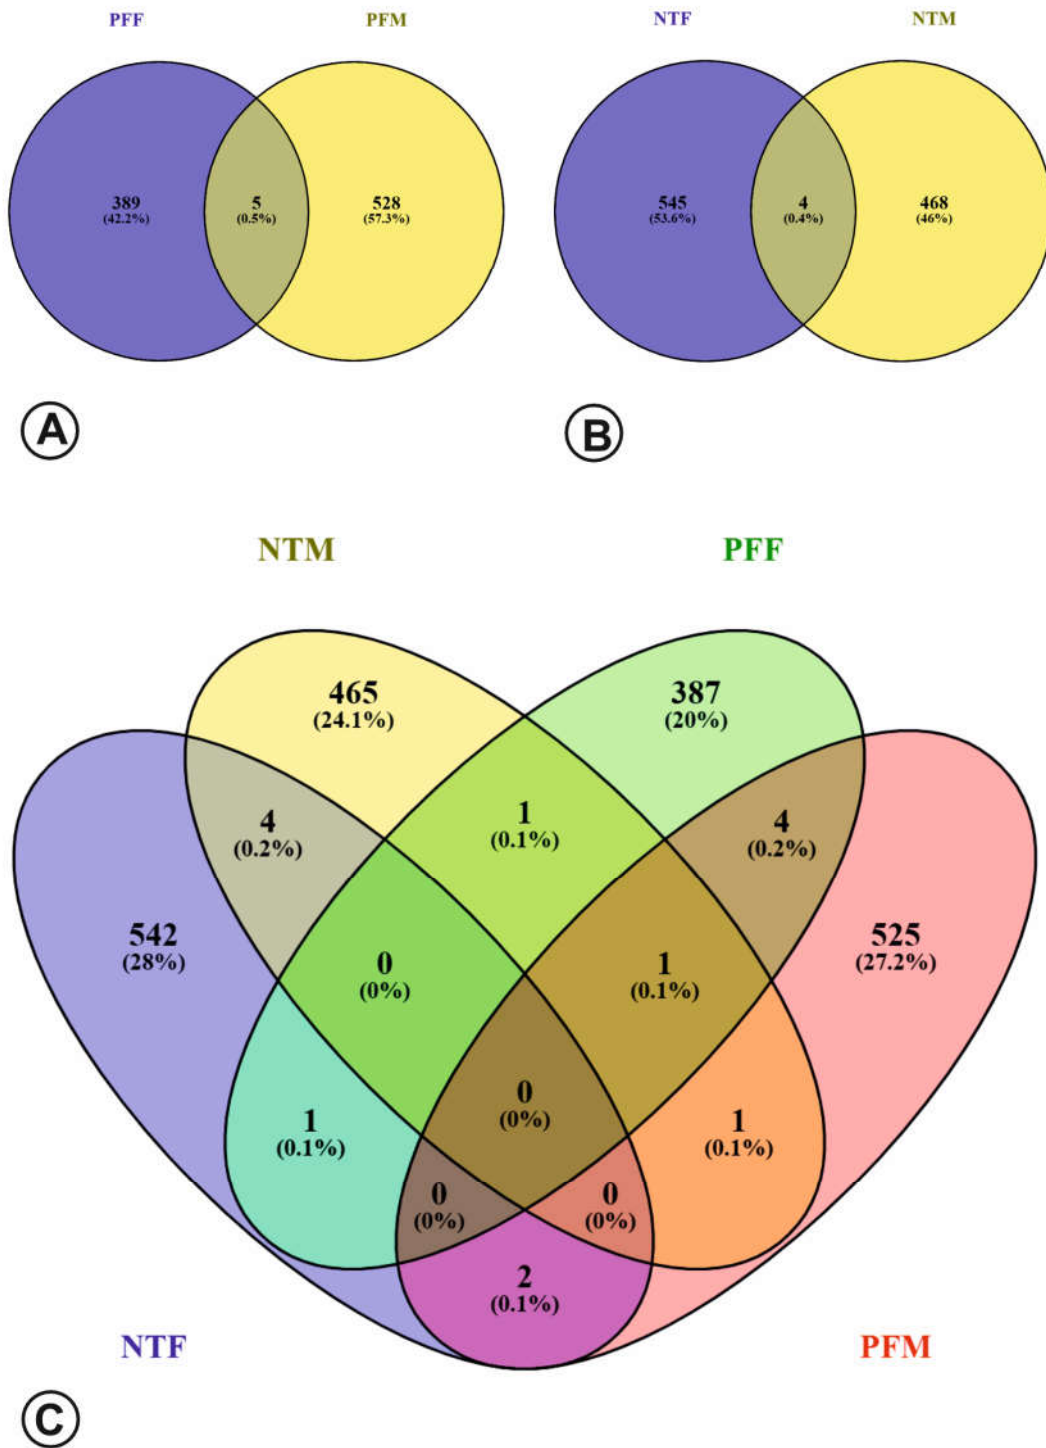 PFF PFM
389 5 528
(42.2%) (0.5%) (57.3%)
A
NTF NTM
545 4 468
(53.6%) (0.4%) (46%)
B
NTM PFF
465 387
(24.1%) (20%)
4 1 4
(0.2%) (0.1%) (0.2%)
542 0 1 525
(28%) (0%) (0.1%) (27.2%)
1 0 1
(0.1%) (0%) (0.1%)
0 0
(0%) (0%)
2
(0.1%)
NTF PFM
C